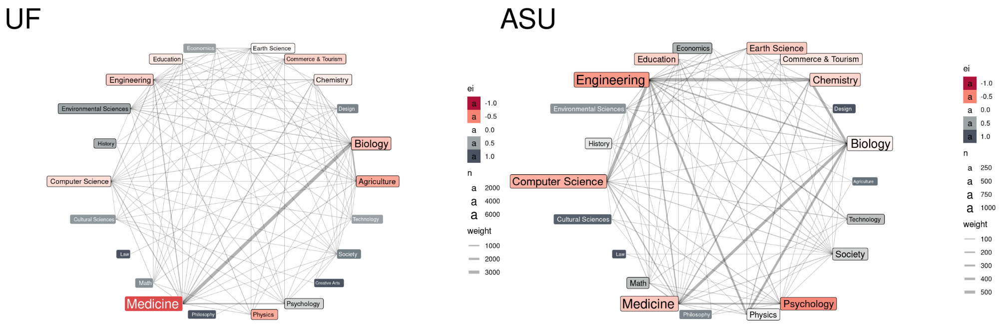 UF
Economics
Earth Science
Education
Commerce & Tourism
Engineering
Chemistry
Environmental Sciences
Design
History
Biology
Computer Science
Agriculture
Cultural Sciences
Technology
Law
Society
Math
Creative Arts
Medicine
Psychology
Philosophy
Physics
ei
a -1.0
a -0.5
a 0.0
a 0.5
a 1.0
n
a 2000
a 4000
a 6000
weight
1000
2000
3000
ASU
Economics
Earth Science
Education
Commerce & Tourism
Engineering
Chemistry
Environmental Sciences
Design
History
Biology
Computer Science
Agriculture
Cultural Sciences
Technology
Law
Society
Math
Medicine
Psychology
Philosophy
Physics
ei
a -1.0
a -0.5
a 0.0
a 0.5
a 1.0
n
a 250
a 500
a 750
a 1000
weight
100
200
300
400
500